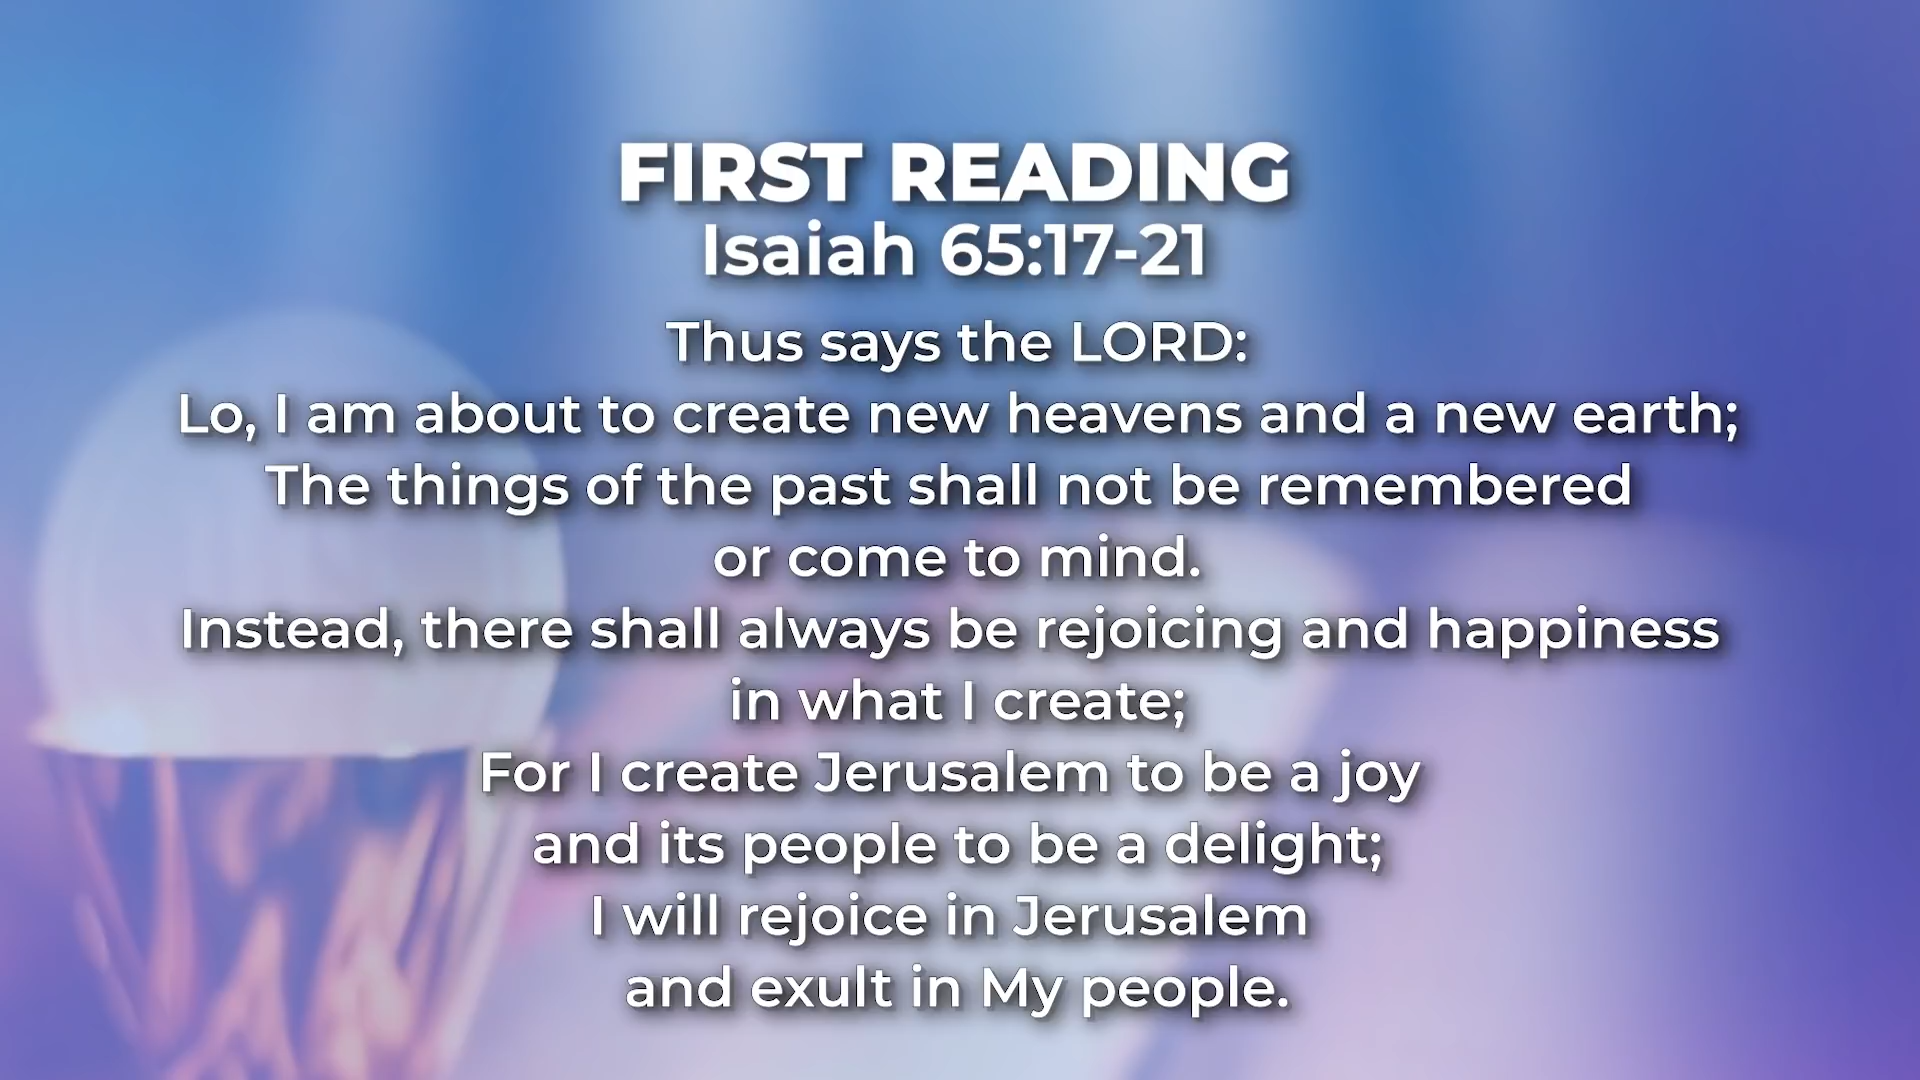 FIRST READING
Isaiah 65:17-21
Thus says the LORD:
Lo, I am about to create new heavens and a new earth;
The things of the past shall not be remembered
or come to mind.
Instead, there shall always be rejoicing and happiness
in what I create;
For I create Jerusalem to be a joy
and its people to be a delight;
I will rejoice in Jerusalem
and exult in My people.